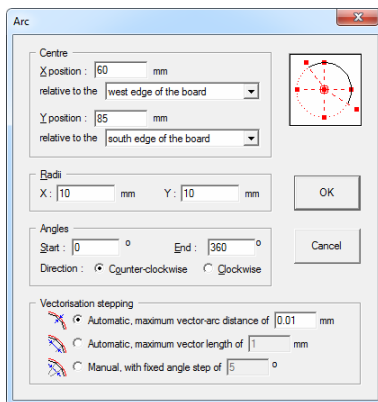 Arc
Centre
X position : 60 mm
relative to the west edge of the board
Y position : 85 mm
relative to the south edge of the board
Radii
X : 10 mm Y : 10 mm
OK
Angles
Start : 0 ° End : 360 °
Direction : Counter-clockwise Clockwise
Cancel
Vectorisation stepping
Automatic, maximum vector-arc distance of 0.01 mm
Automatic, maximum vector length of 1 mm
Manual, with fixed angle step of 5 °